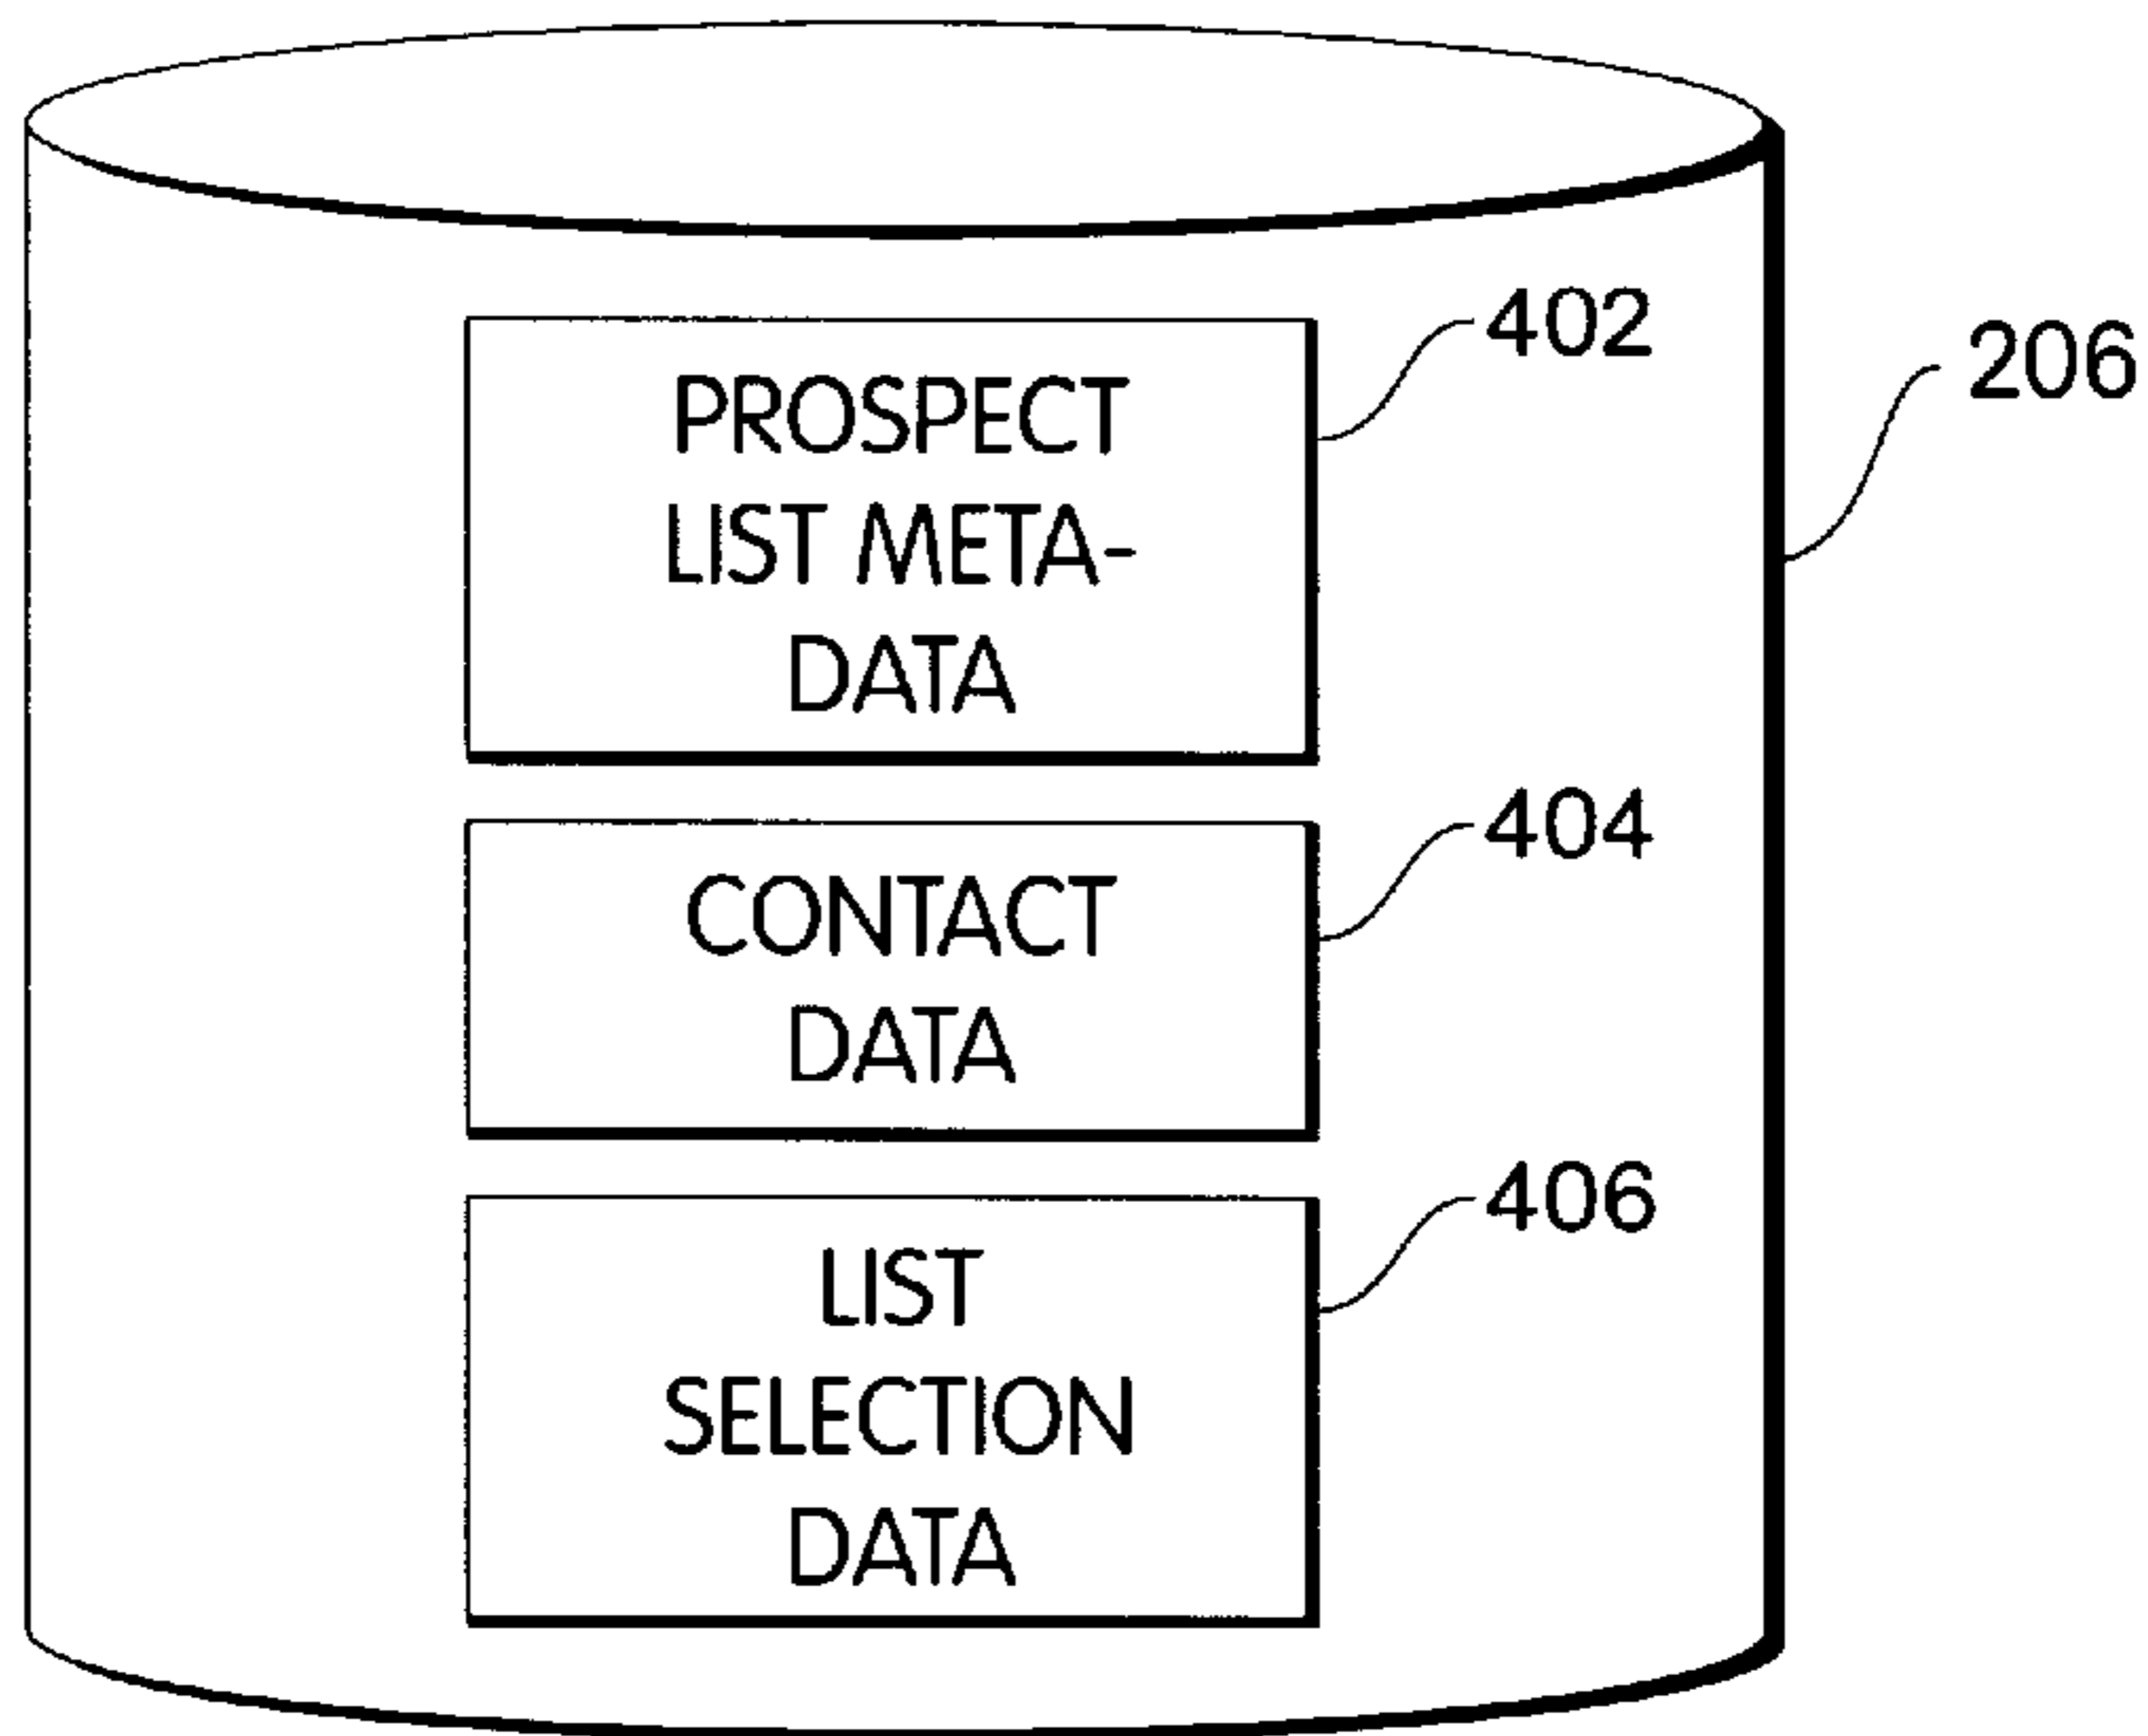 402
206
PROSPECT
LIST META-
DATA
404
CONTACT
DATA
406
LIST
SELECTION
DATA